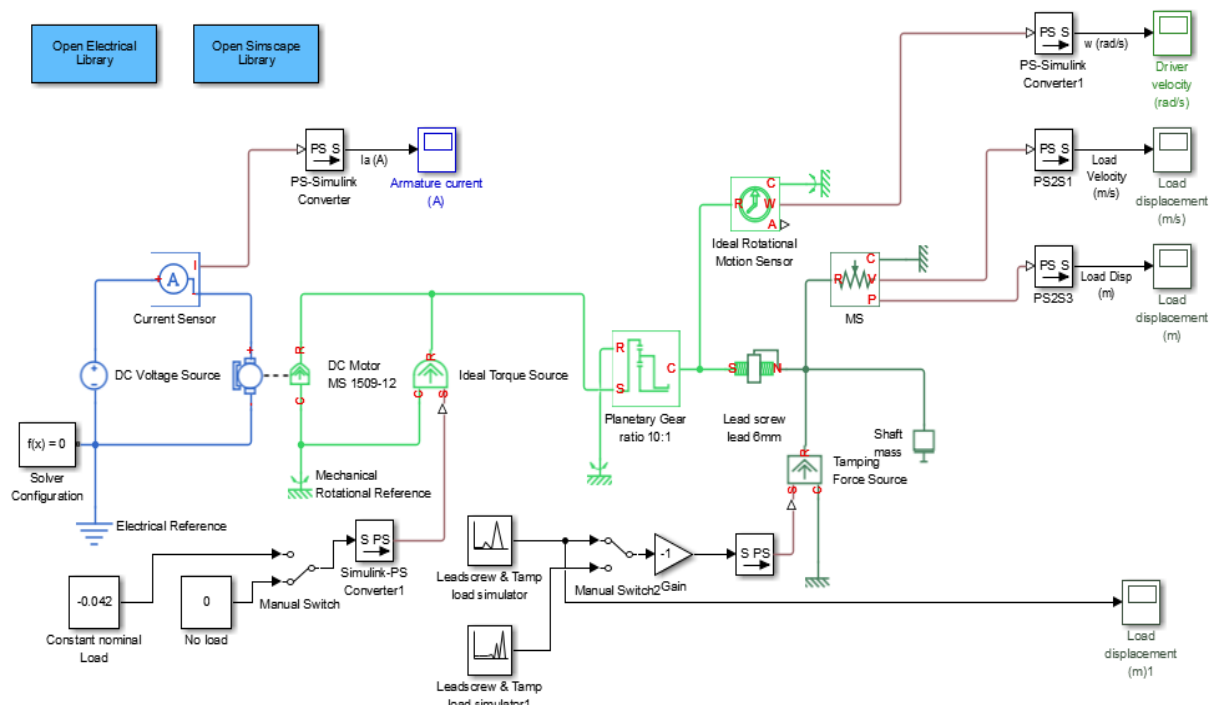 Open Electrical
Library
Open Simscape
Library
PS S
PS-Simulink
Converter1
w (rad/s)
Driver
velocity
(rad/s)
PS S
PS-Simulink
Converter
Ia (A)
Armature current
(A)
PS S
PS2S1
Load
Velocity
(m/s)
Load
displacement
(m/s)
R
C
W
A
Ideal Rotational
Motion Sensor
PS S
PS2S3
Load Disp
(m)
Load
displacement
(m)
R
C
V
P
MS
+
A
I
-
Current Sensor
DC Voltage Source
+
-
R
C
DC Motor
MS 1509-12
R
C
S
Ideal Torque Source
R
S
C
Planetary Gear
ratio 10:1
S
N
Lead screw
lead 6mm
Shaft
mass
R
S
C
Tamping
Force Source
f(x) = 0
Solver
Configuration
Mechanical
Rotational Reference
Electrical Reference
S PS
Simulink-PS
Converter1
-0.042
Constant nominal
Load
0
No load
Manual Switch
Leadscrew & Tamp
load simulator
Manual Switch2
-1
Gain
S PS
Leadscrew & Tamp
load simulator1
Load
displacement
(m)1